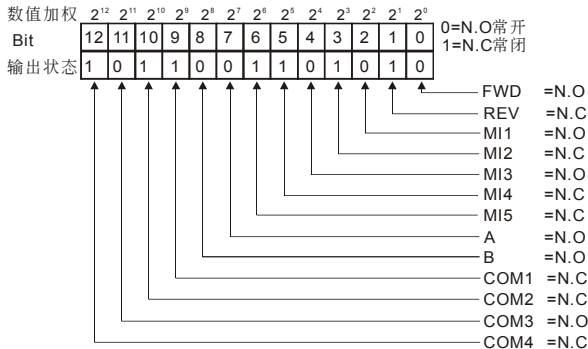 数值加权 2¹² 2¹¹ 2¹⁰ 2⁹ 2⁸ 2⁷ 2⁶ 2⁵ 2⁴ 2³ 2² 2¹ 2⁰
Bit 12 11 10 9 8 7 6 5 4 3 2 1 0
0=N.O常开
1=N.C常闭
输出状态 1 0 1 1 0 0 1 1 0 1 0 1 0
FWD =N.O
REV =N.C
MI1 =N.O
MI2 =N.C
MI3 =N.O
MI4 =N.C
MI5 =N.C
A =N.O
B =N.O
COM1 =N.C
COM2 =N.C
COM3 =N.O
COM4 =N.C